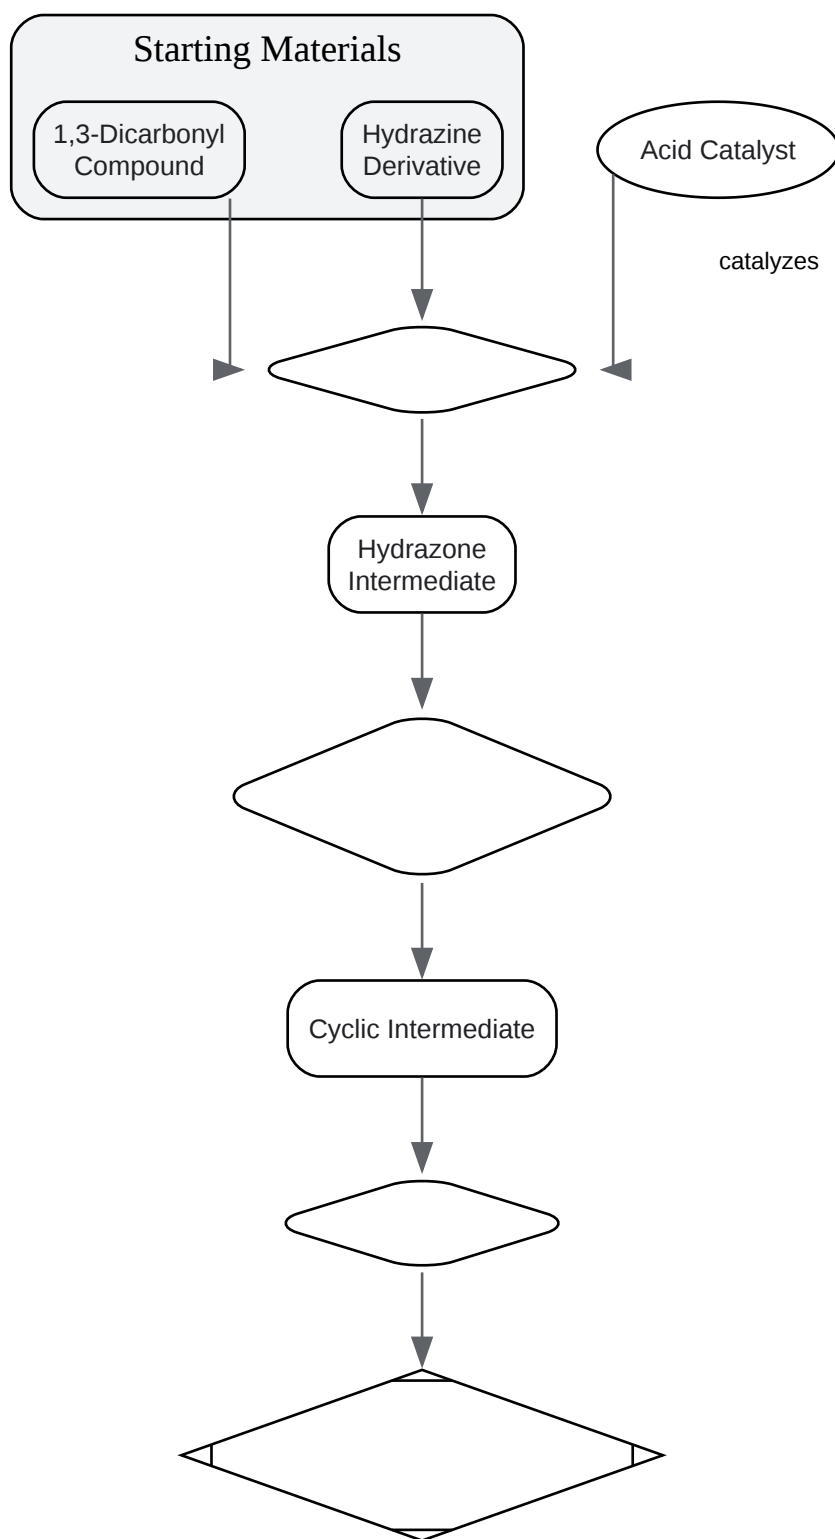 Starting Materials
1,3-Dicarbonyl
Compound
Hydrazine
Derivative
Acid Catalyst
catalyzes
Hydrazone
Intermediate
Cyclic Intermediate